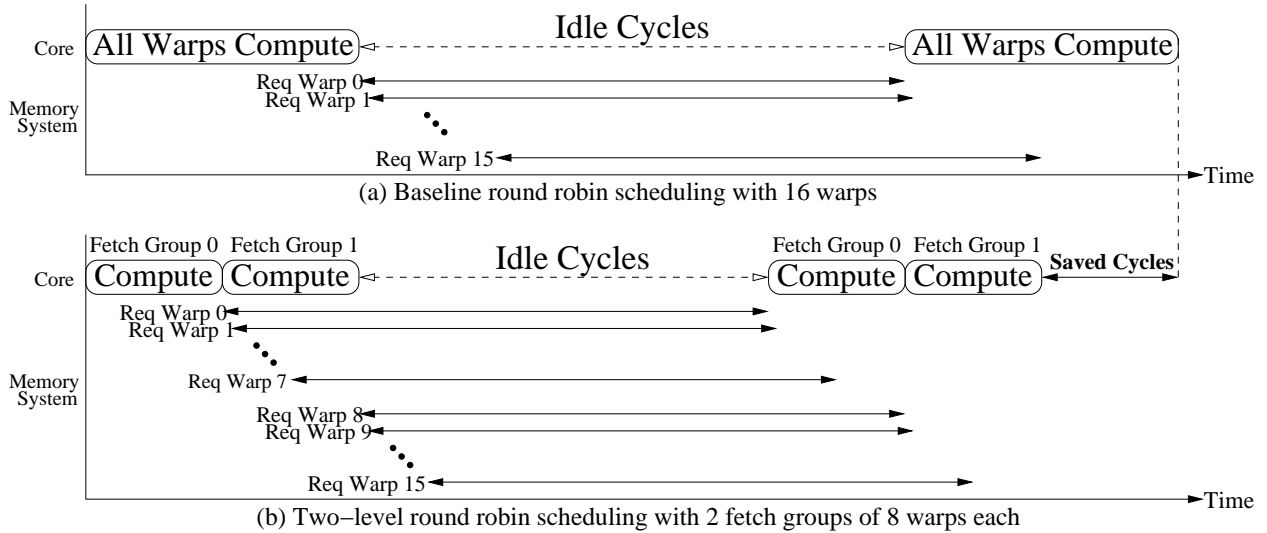 Idle Cycles
Core
All Warps Compute
All Warps Compute
Req Warp 0
Req Warp 1
Memory
System
Req Warp 15
Time
(a) Baseline round robin scheduling with 16 warps
Fetch Group 0
Fetch Group 1
Fetch Group 0
Fetch Group 1
Core
Compute
Compute
Idle Cycles
Compute
Compute
Saved Cycles
Req Warp 0
Req Warp 1
Memory
System
Req Warp 7
Req Warp 8
Req Warp 9
Req Warp 15
Time
(b) Two−level round robin scheduling with 2 fetch groups of 8 warps each